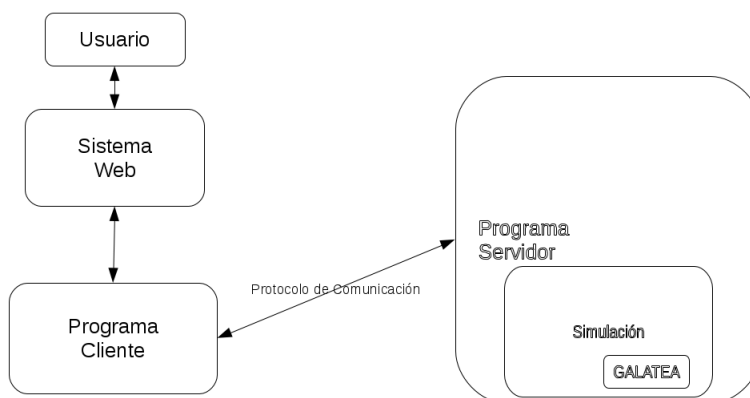 Usuario
Sistema
Web
Programa
Cliente
Protocolo de Comunicación
Programa
Servidor
Simulación
GALATEA